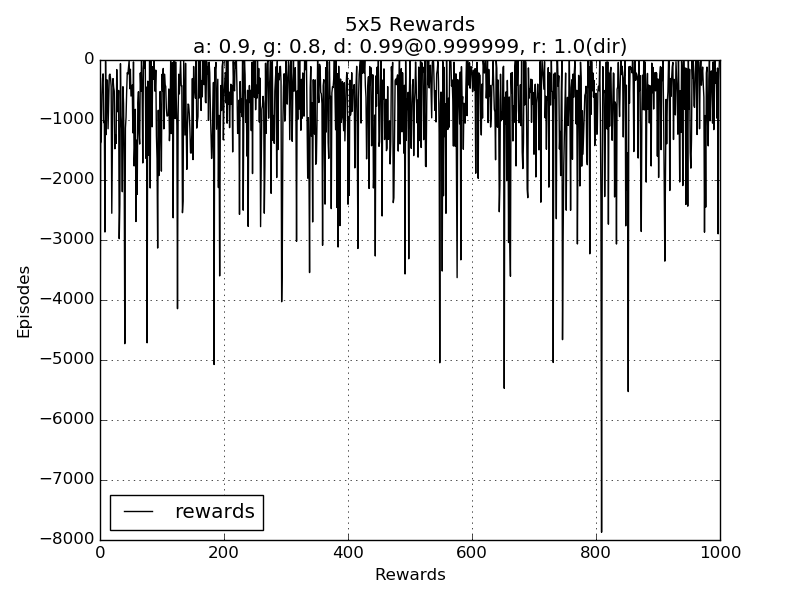 5x5 Rewards
a: 0.9, g: 0.8, d: 0.99@0.999999, r: 1.0(dir)
0
−1000
−2000
−3000
−4000
−5000
−6000
−7000
−8000
Episodes
rewards
0 200 400 600 800 1000
Rewards